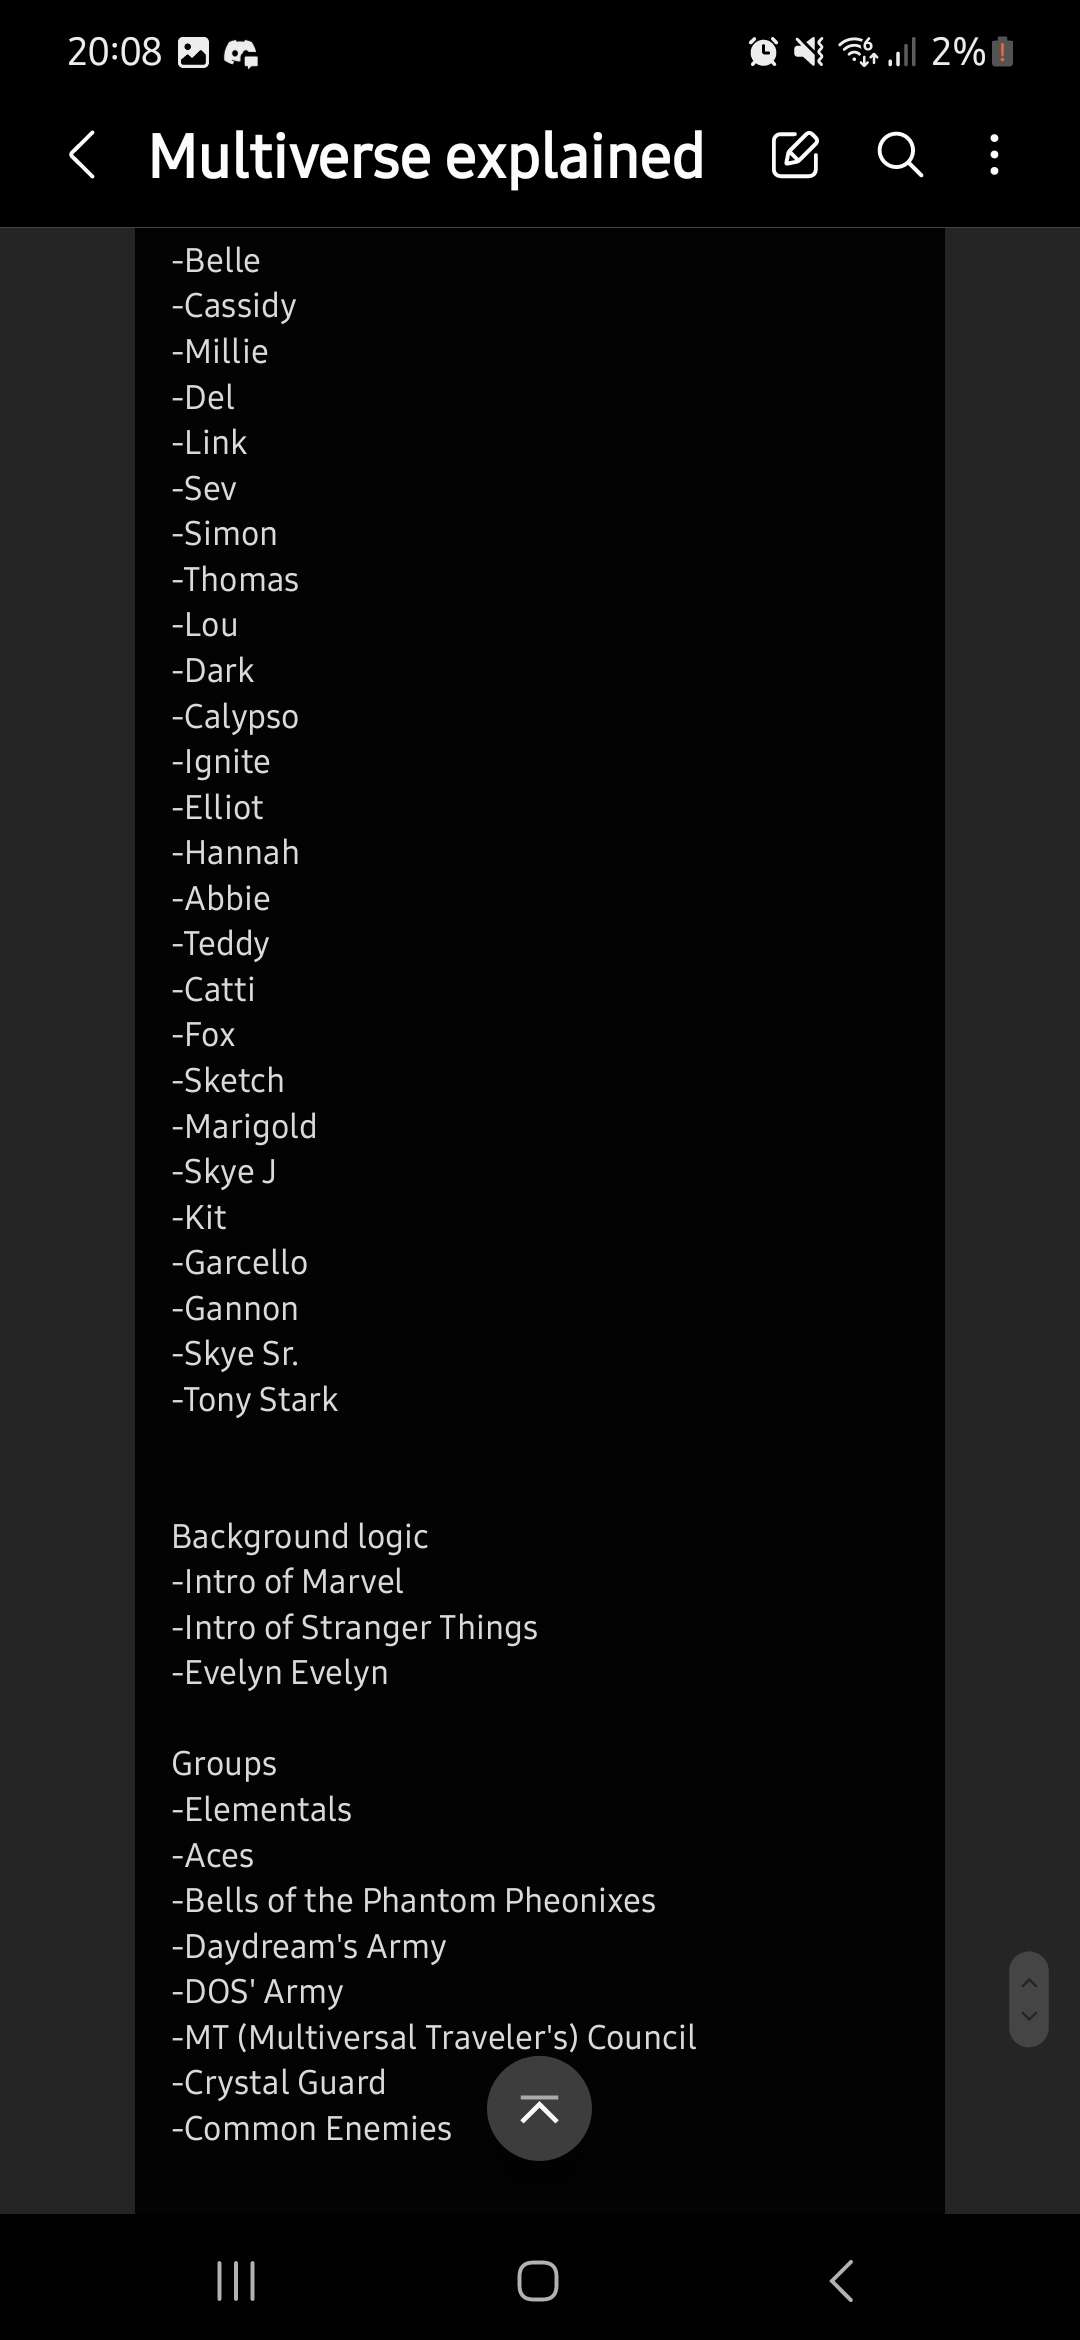 20:08 6 2%
Multiverse explained
-Belle
-Cassidy
-Millie
-Del
-Link
-Sev
-Simon
-Thomas
-Lou
-Dark
-Calypso
-Ignite
-Elliot
-Hannah
-Abbie
-Teddy
-Catti
-Fox
-Sketch
-Marigold
-Skye J
-Kit
-Garcello
-Gannon
-Skye Sr.
-Tony Stark
Background logic
-Intro of Marvel
-Intro of Stranger Things
-Evelyn Evelyn
Groups
-Elementals
-Aces
-Bells of the Phantom Pheonixes
-Daydream's Army
-DOS' Army
-MT (Multiversal Traveler's) Council
-Crystal Guard
-Common Enemies